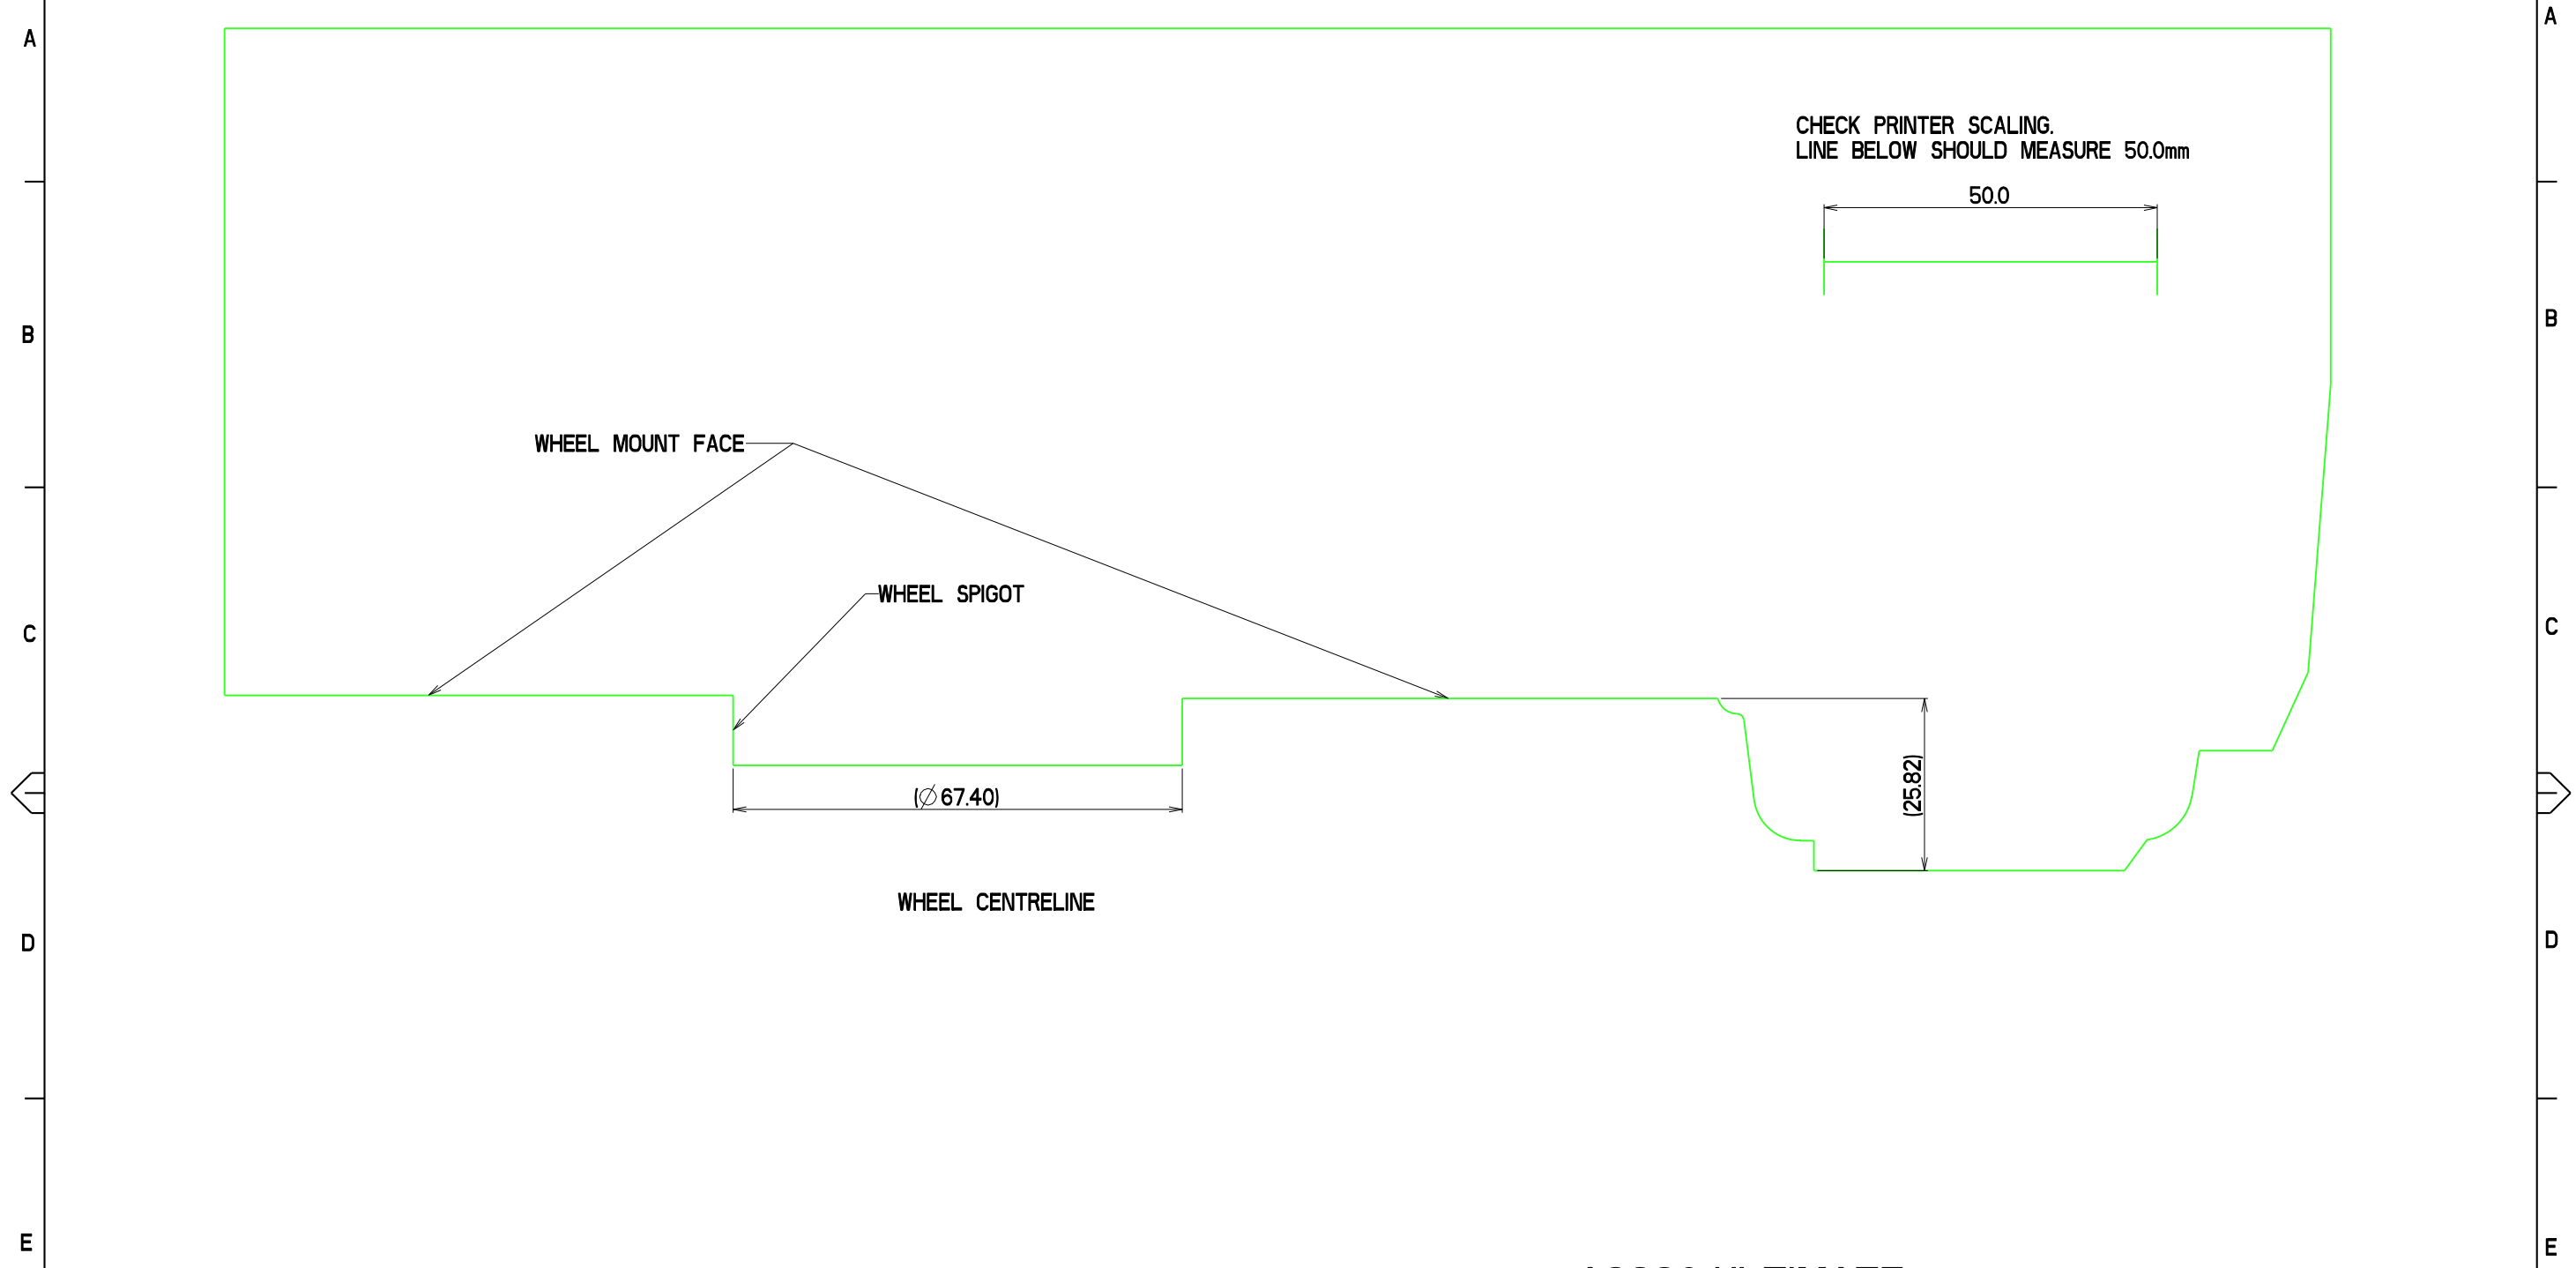 A
A
CHECK PRINTER SCALING.
LINE BELOW SHOULD MEASURE 50.0mm
50.0
B
B
WHEEL MOUNT FACE
WHEEL SPIGOT
C
C
(25.82)
(Ø67.40)
WHEEL CENTRELINE
D
D
E
E